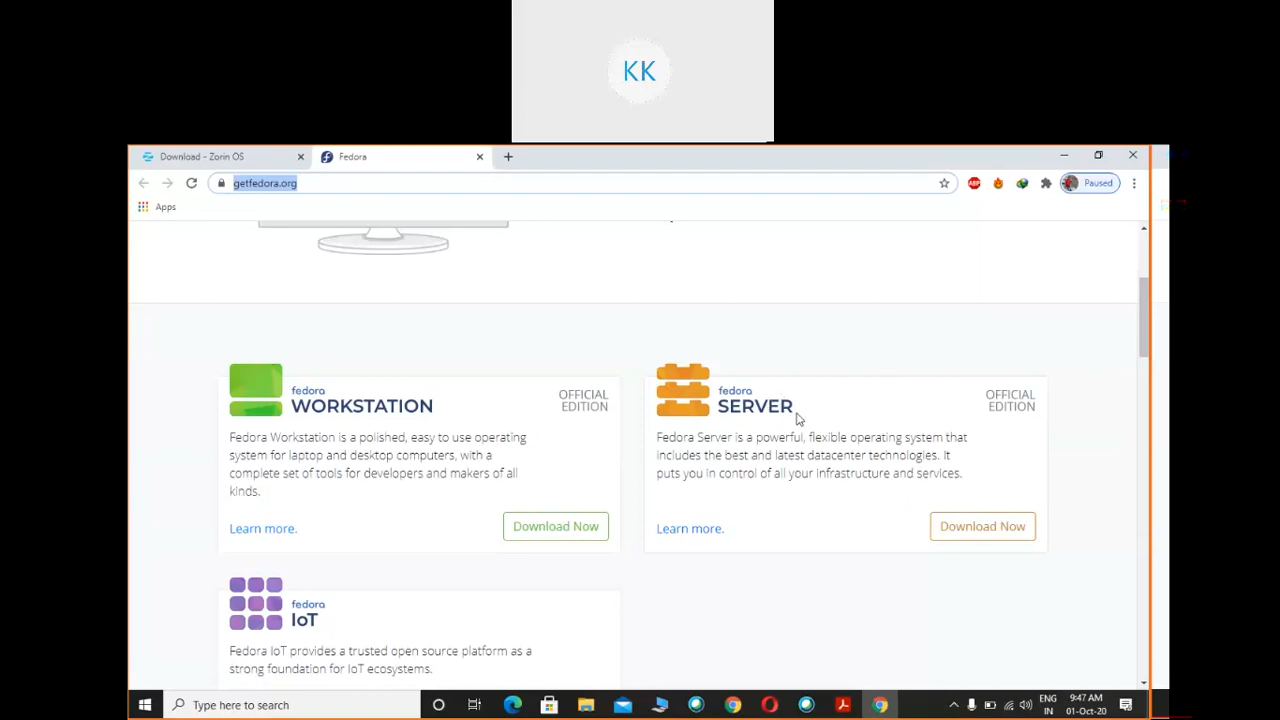 KK
Download - Zorin OS
Fedora
getfedora.org
Paused
Apps
fedora
WORKSTATION
OFFICIAL
EDITION
Fedora Workstation is a polished, easy to use operating
system for laptop and desktop computers, with a
complete set of tools for developers and makers of all
kinds.
Learn more.
Download Now
fedora
SERVER
OFFICIAL
EDITION
Fedora Server is a powerful, flexible operating system that
includes the best and latest datacenter technologies. It
puts you in control of all your infrastructure and services.
Learn more.
Download Now
fedora
IoT
Fedora IoT provides a trusted open source platform as a
strong foundation for IoT ecosystems.
Type here to search
ENG
IN
9:47 AM
01-Oct-20